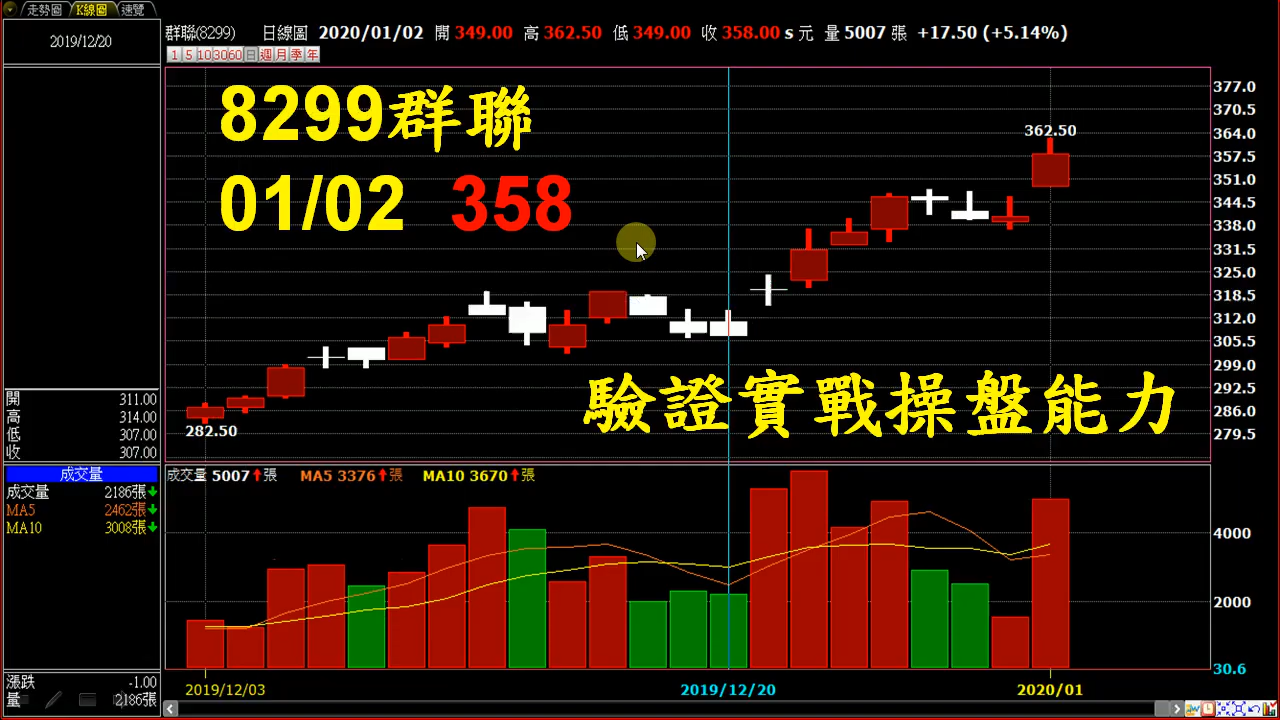 走勢圖 K線圖 速覽
2019/12/20
群聯(8299) 日線圖 2020/01/02 開 349.00 高 362.50 低 349.00 收 358.00 s 元 量 5007 張 +17.50 (+5.14%)
1 5 10 30 60 日 週 月 季 年
8299群聯
01/02 358
驗證實戰操盤能力
362.50
282.50
377.0
370.5
364.0
357.5
351.0
344.5
338.0
331.5
325.0
318.5
312.0
305.5
299.0
292.5
286.0
279.5
開 311.00
高 314.00
低 307.00
收 307.00
成交量
成交量 2186張
MA5 2462張
MA10 3008張
成交量 5007 張 MA5 3376 張 MA10 3670 張
4000
2000
30.6
漲跌 -1.00
量 2186張
2019/12/03 2019/12/20 2020/01